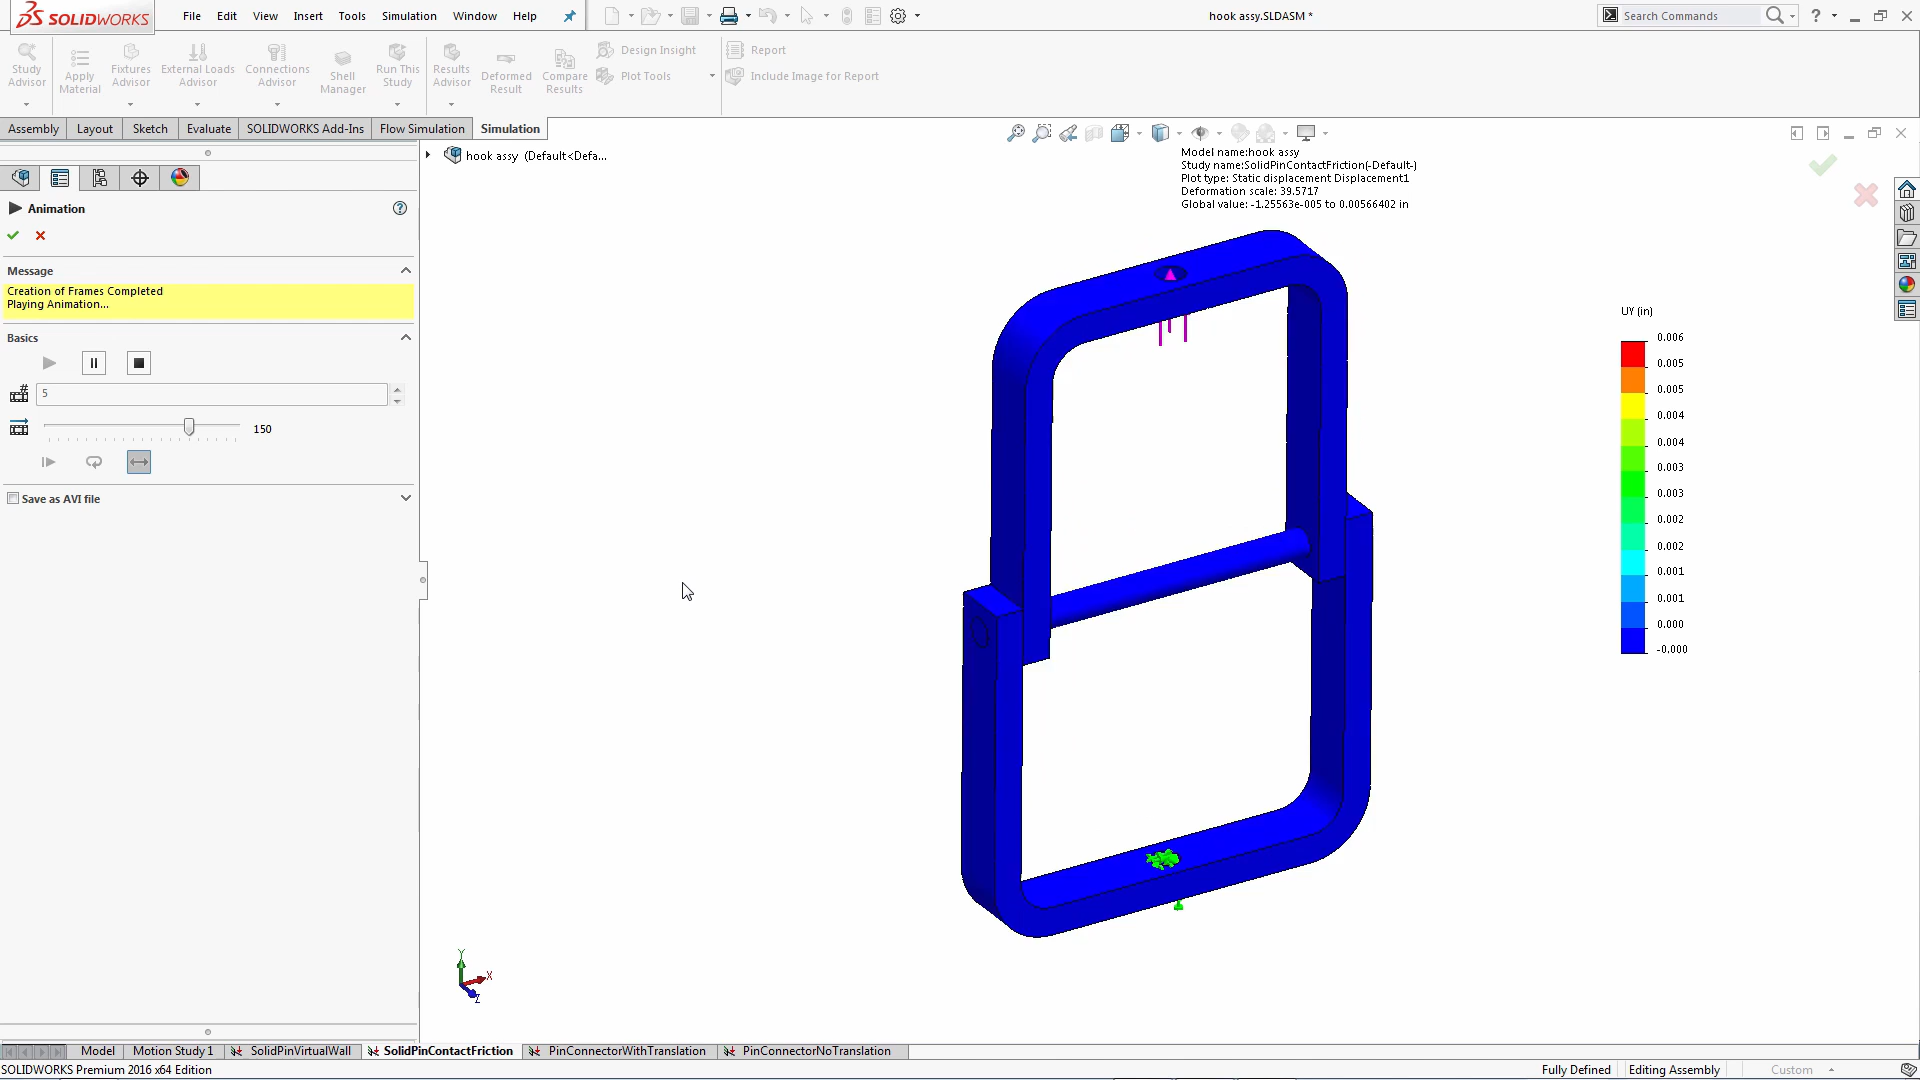 SOLIDWORKS
File Edit View Insert Tools Simulation Window Help
hook assy.SLDASM *
Search Commands
Study Advisor
Apply Material
Fixtures Advisor
External Loads Advisor
Connections Advisor
Shell Manager
Run This Study
Results Advisor
Deformed Result
Compare Results
Design Insight
Plot Tools
Report
Include Image for Report
Assembly Layout Sketch Evaluate SOLIDWORKS Add-Ins Flow Simulation Simulation
hook assy (Default<Defa...
Model name:hook assy
Study name:SolidPinContactFriction(-Default-)
Plot type: Static displacement Displacement1
Deformation scale: 39.5717
Global value: -1.25563e-005 to 0.00566402 in
Animation
Message
Creation of Frames Completed
Playing Animation...
Basics
5
150
Save as AVI file
UY (in)
0.006
0.005
0.005
0.004
0.004
0.003
0.003
0.002
0.002
0.001
0.001
0.000
-0.000
Y
X
Z
Model Motion Study 1 SolidPinVirtualWall SolidPinContactFriction PinConnectorWithTranslation PinConnectorNoTranslation
SOLIDWORKS Premium 2016 x64 Edition
Fully Defined Editing Assembly Custom